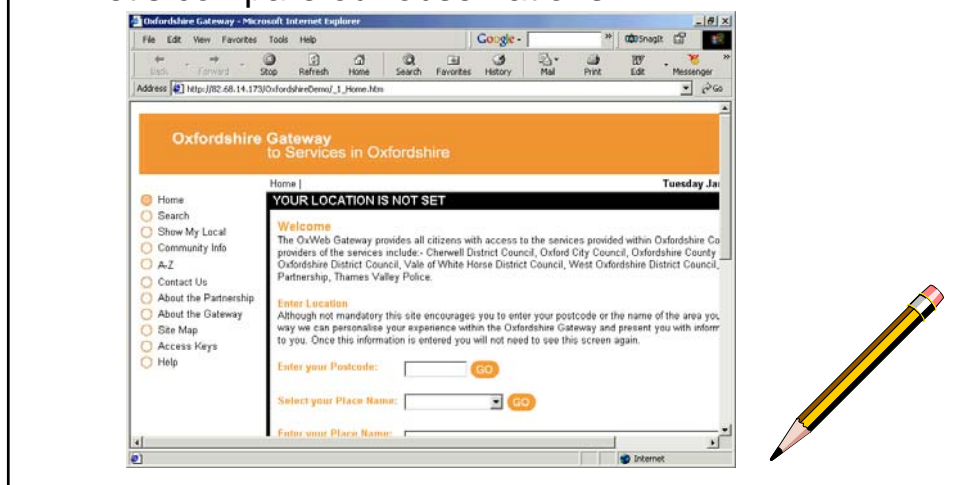 Oxfordshire Gateway - Microsoft Internet Explorer
File Edit View Favorites Tools Help Google SnagIt
Back Forward Stop Refresh Home Search Favorites History Mail Print Edit Messenger
Address http://82.68.14.173/OxfordshireDemo/_1_Home.htm Go
Oxfordshire Gateway
to Services in Oxfordshire
Home | Tuesday
YOUR LOCATION IS NOT SET
Home
Search
Show My Local
Community Info
A-Z
Contact Us
About the Partnership
About the Gateway
Site Map
Access Keys
Help
Welcome
The OxWeb Gateway provides all citizens with access to the services provided within Oxfordshire Co
providers of the services include:- Cherwell District Council, Oxford City Council, Oxfordshire County
Oxfordshire District Council, Vale of White Horse District Council, West Oxfordshire District Council,
Partnership, Thames Valley Police.
Enter Location
Although not mandatory this site encourages you to enter your postcode or the name of the area you
way we can personalise your experience within the Oxfordshire Gateway and present you with inform
to you. Once this information is entered you will not need to see this screen again.
Enter your Postcode: GO
Select your Place Name: GO
Enter your Place Name:
Internet